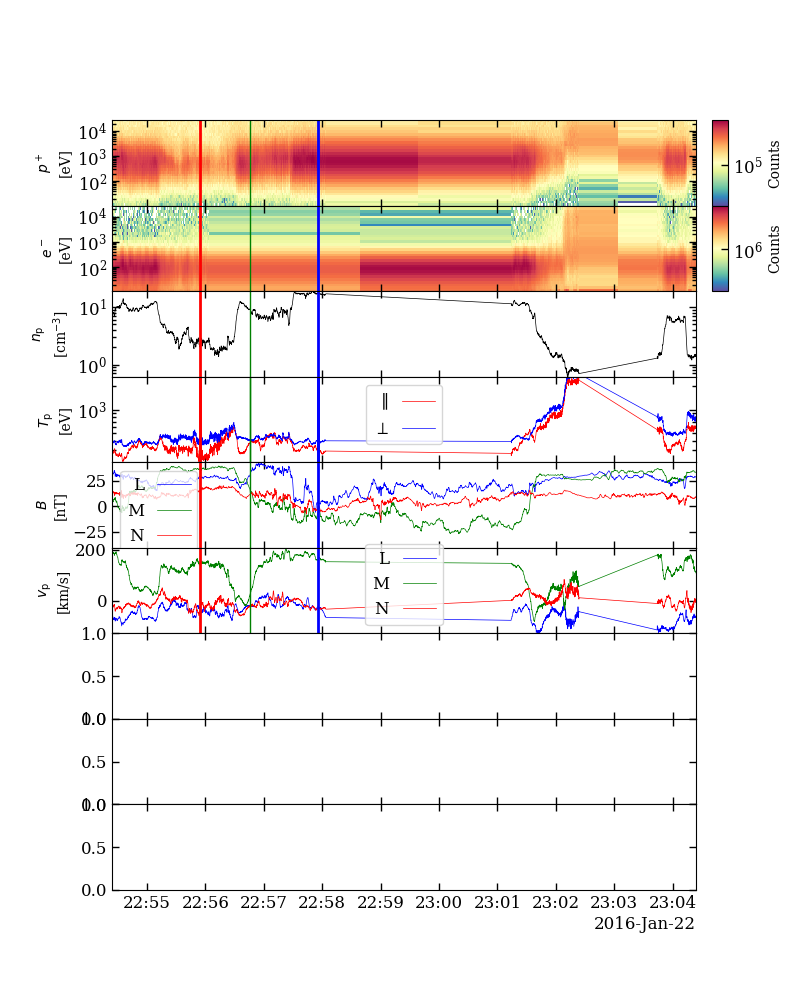 10⁴
10³
10²
p⁺
[eV]
10⁵
Counts
10⁴
10³
10²
e⁻
[eV]
10⁶
Counts
10¹
10⁰
nₚ
[cm⁻³]
10³
Tₚ
[eV]
∥
⊥
25
0
−25
B
[nT]
L
M
N
200
0
vₚ
[km/s]
L
M
N
1.0
0.5
0.0
1.0
0.5
0.0
1.0
0.5
0.0
22:55 22:56 22:57 22:58 22:59 23:00 23:01 23:02 23:03 23:04
2016-Jan-22